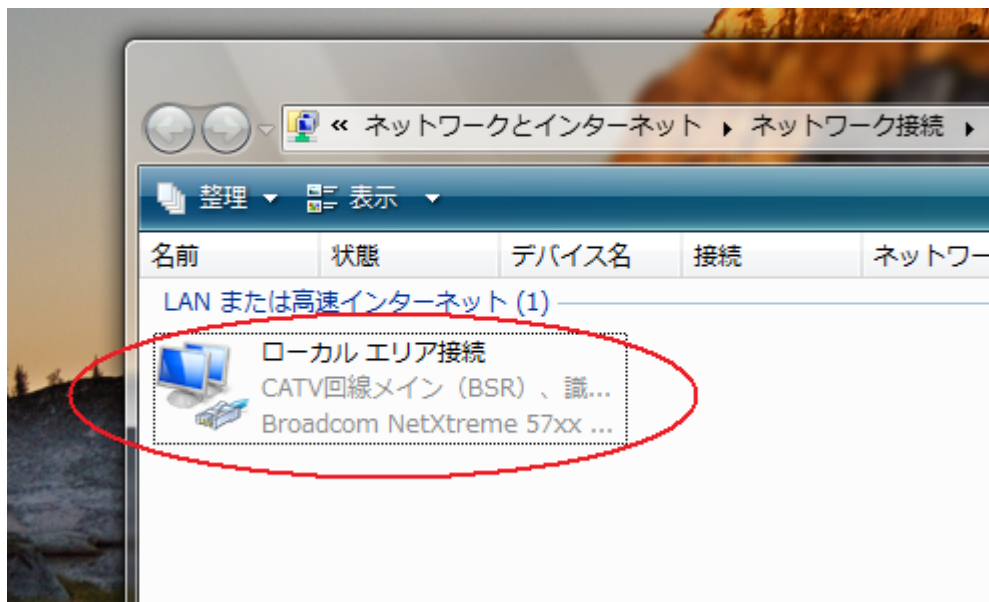 « ネットワークとインターネット ▸ ネットワーク接続 ▸
整理 ▼ 表示 ▼
名前 状態 デバイス名 接続 ネットワー
LAN または高速インターネット (1)
ローカル エリア接続
CATV回線メイン（BSR）、識...
Broadcom NetXtreme 57xx ...